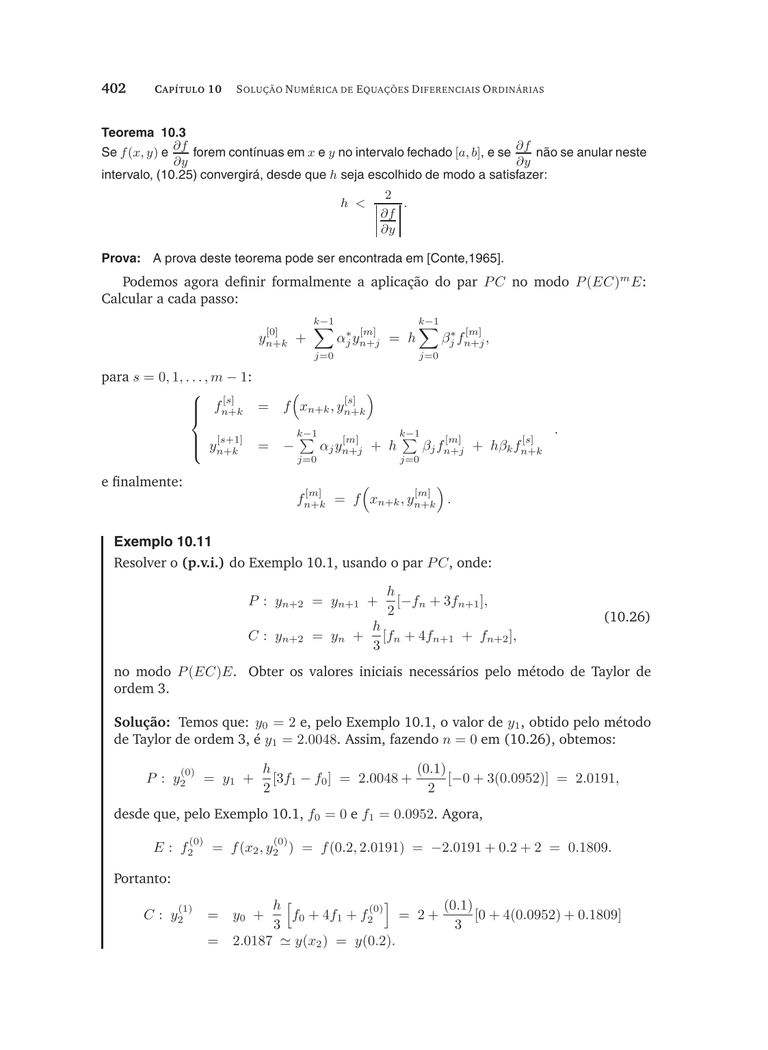 402 CAPÍTULO 10 SOLUÇÃO NUMÉRICA DE EQUAÇÕES DIFERENCIAIS ORDINÁRIAS
Teorema 10.3
Se $f(x, y)$ e $\frac{\partial f}{\partial y}$ forem contínuas em $x$ e $y$ no intervalo fechado $[a, b]$, e se $\frac{\partial f}{\partial y}$ não se anular neste
intervalo, (10.25) convergirá, desde que $h$ seja escolhido de modo a satisfazer:
$h < \frac{2}{\left|\frac{\partial f}{\partial y}\right|}.$
Prova: A prova deste teorema pode ser encontrada em [Conte,1965].
Podemos agora definir formalmente a aplicação do par $PC$ no modo $P(EC)^m E$:
Calcular a cada passo:
$y_{n+k}^{[0]} + \sum_{j=0}^{k-1} \alpha_j^* y_{n+j}^{[m]} = h \sum_{j=0}^{k-1} \beta_j^* f_{n+j}^{[m]},$
para $s = 0, 1, \ldots, m-1$:
$f_{n+k}^{[s]} = f\left(x_{n+k}, y_{n+k}^{[s]}\right)$
$y_{n+k}^{[s+1]} = -\sum_{j=0}^{k-1} \alpha_j y_{n+j}^{[m]} + h \sum_{j=0}^{k-1} \beta_j f_{n+j}^{[m]} + h\beta_k f_{n+k}^{[s]}$ .
e finalmente:
$f_{n+k}^{[m]} = f\left(x_{n+k}, y_{n+k}^{[m]}\right).$
Exemplo 10.11
Resolver o (p.v.i.) do Exemplo 10.1, usando o par $PC$, onde:
$P: y_{n+2} = y_{n+1} + \frac{h}{2}[-f_n + 3f_{n+1}],$
(10.26)
$C: y_{n+2} = y_n + \frac{h}{3}[f_n + 4f_{n+1} + f_{n+2}],$
no modo $P(EC)E$. Obter os valores iniciais necessários pelo método de Taylor de
ordem 3.
Solução: Temos que: $y_0 = 2$ e, pelo Exemplo 10.1, o valor de $y_1$, obtido pelo método
de Taylor de ordem 3, é $y_1 = 2.0048$. Assim, fazendo $n = 0$ em (10.26), obtemos:
$P: y_2^{(0)} = y_1 + \frac{h}{2}[3f_1 - f_0] = 2.0048 + \frac{(0.1)}{2}[-0 + 3(0.0952)] = 2.0191,$
desde que, pelo Exemplo 10.1, $f_0 = 0$ e $f_1 = 0.0952$. Agora,
$E: f_2^{(0)} = f(x_2, y_2^{(0)}) = f(0.2, 2.0191) = -2.0191 + 0.2 + 2 = 0.1809.$
Portanto:
$C: y_2^{(1)} = y_0 + \frac{h}{3}\left[f_0 + 4f_1 + f_2^{(0)}\right] = 2 + \frac{(0.1)}{3}[0 + 4(0.0952) + 0.1809]$
$= 2.0187 \simeq y(x_2) = y(0.2).$